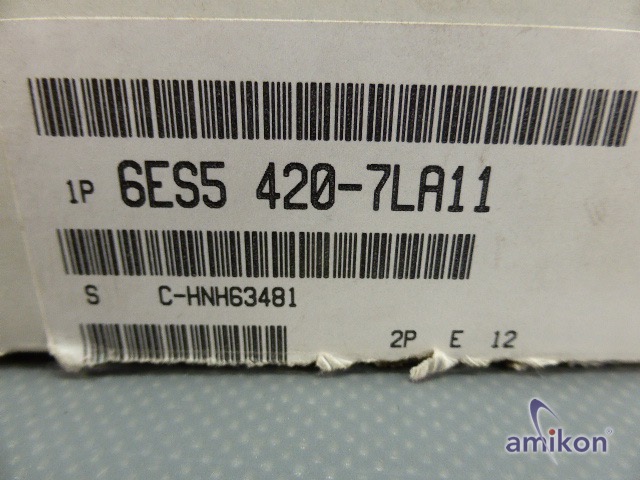 1P 6ES5 420-7LA11
S C-HNH63481
2P E 12
amikon®